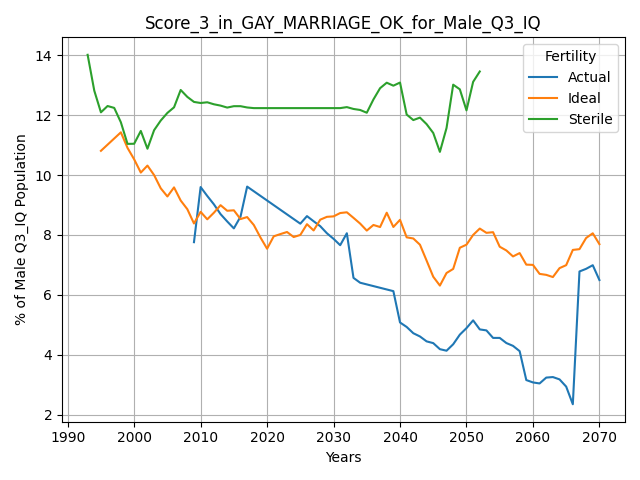 Score_3_in_GAY_MARRIAGE_OK_for_Male_Q3_IQ
Fertility
Actual
Ideal
Sterile
% of Male Q3_IQ Population
14
12
10
8
6
4
2
1990 2000 2010 2020 2030 2040 2050 2060 2070
Years